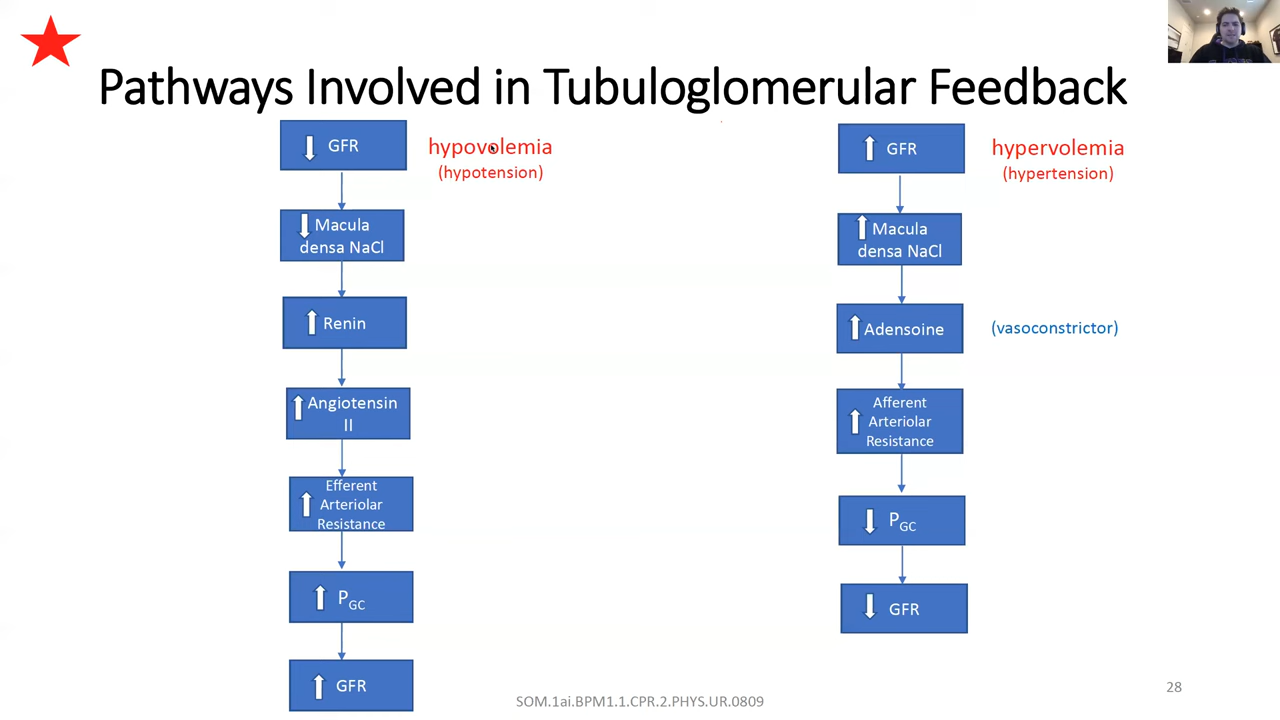 Pathways Involved in Tubuloglomerular Feedback
GFR
hypovolemia
(hypotension)
Macula
densa NaCl
Renin
Angiotensin
II
Efferent
Arteriolar
Resistance
PGC
GFR
GFR
hypervolemia
(hypertension)
Macula
densa NaCl
Adensoine
(vasoconstrictor)
Afferent
Arteriolar
Resistance
PGC
GFR
SOM.1ai.BPM1.1.CPR.2.PHYS.UR.0809
28